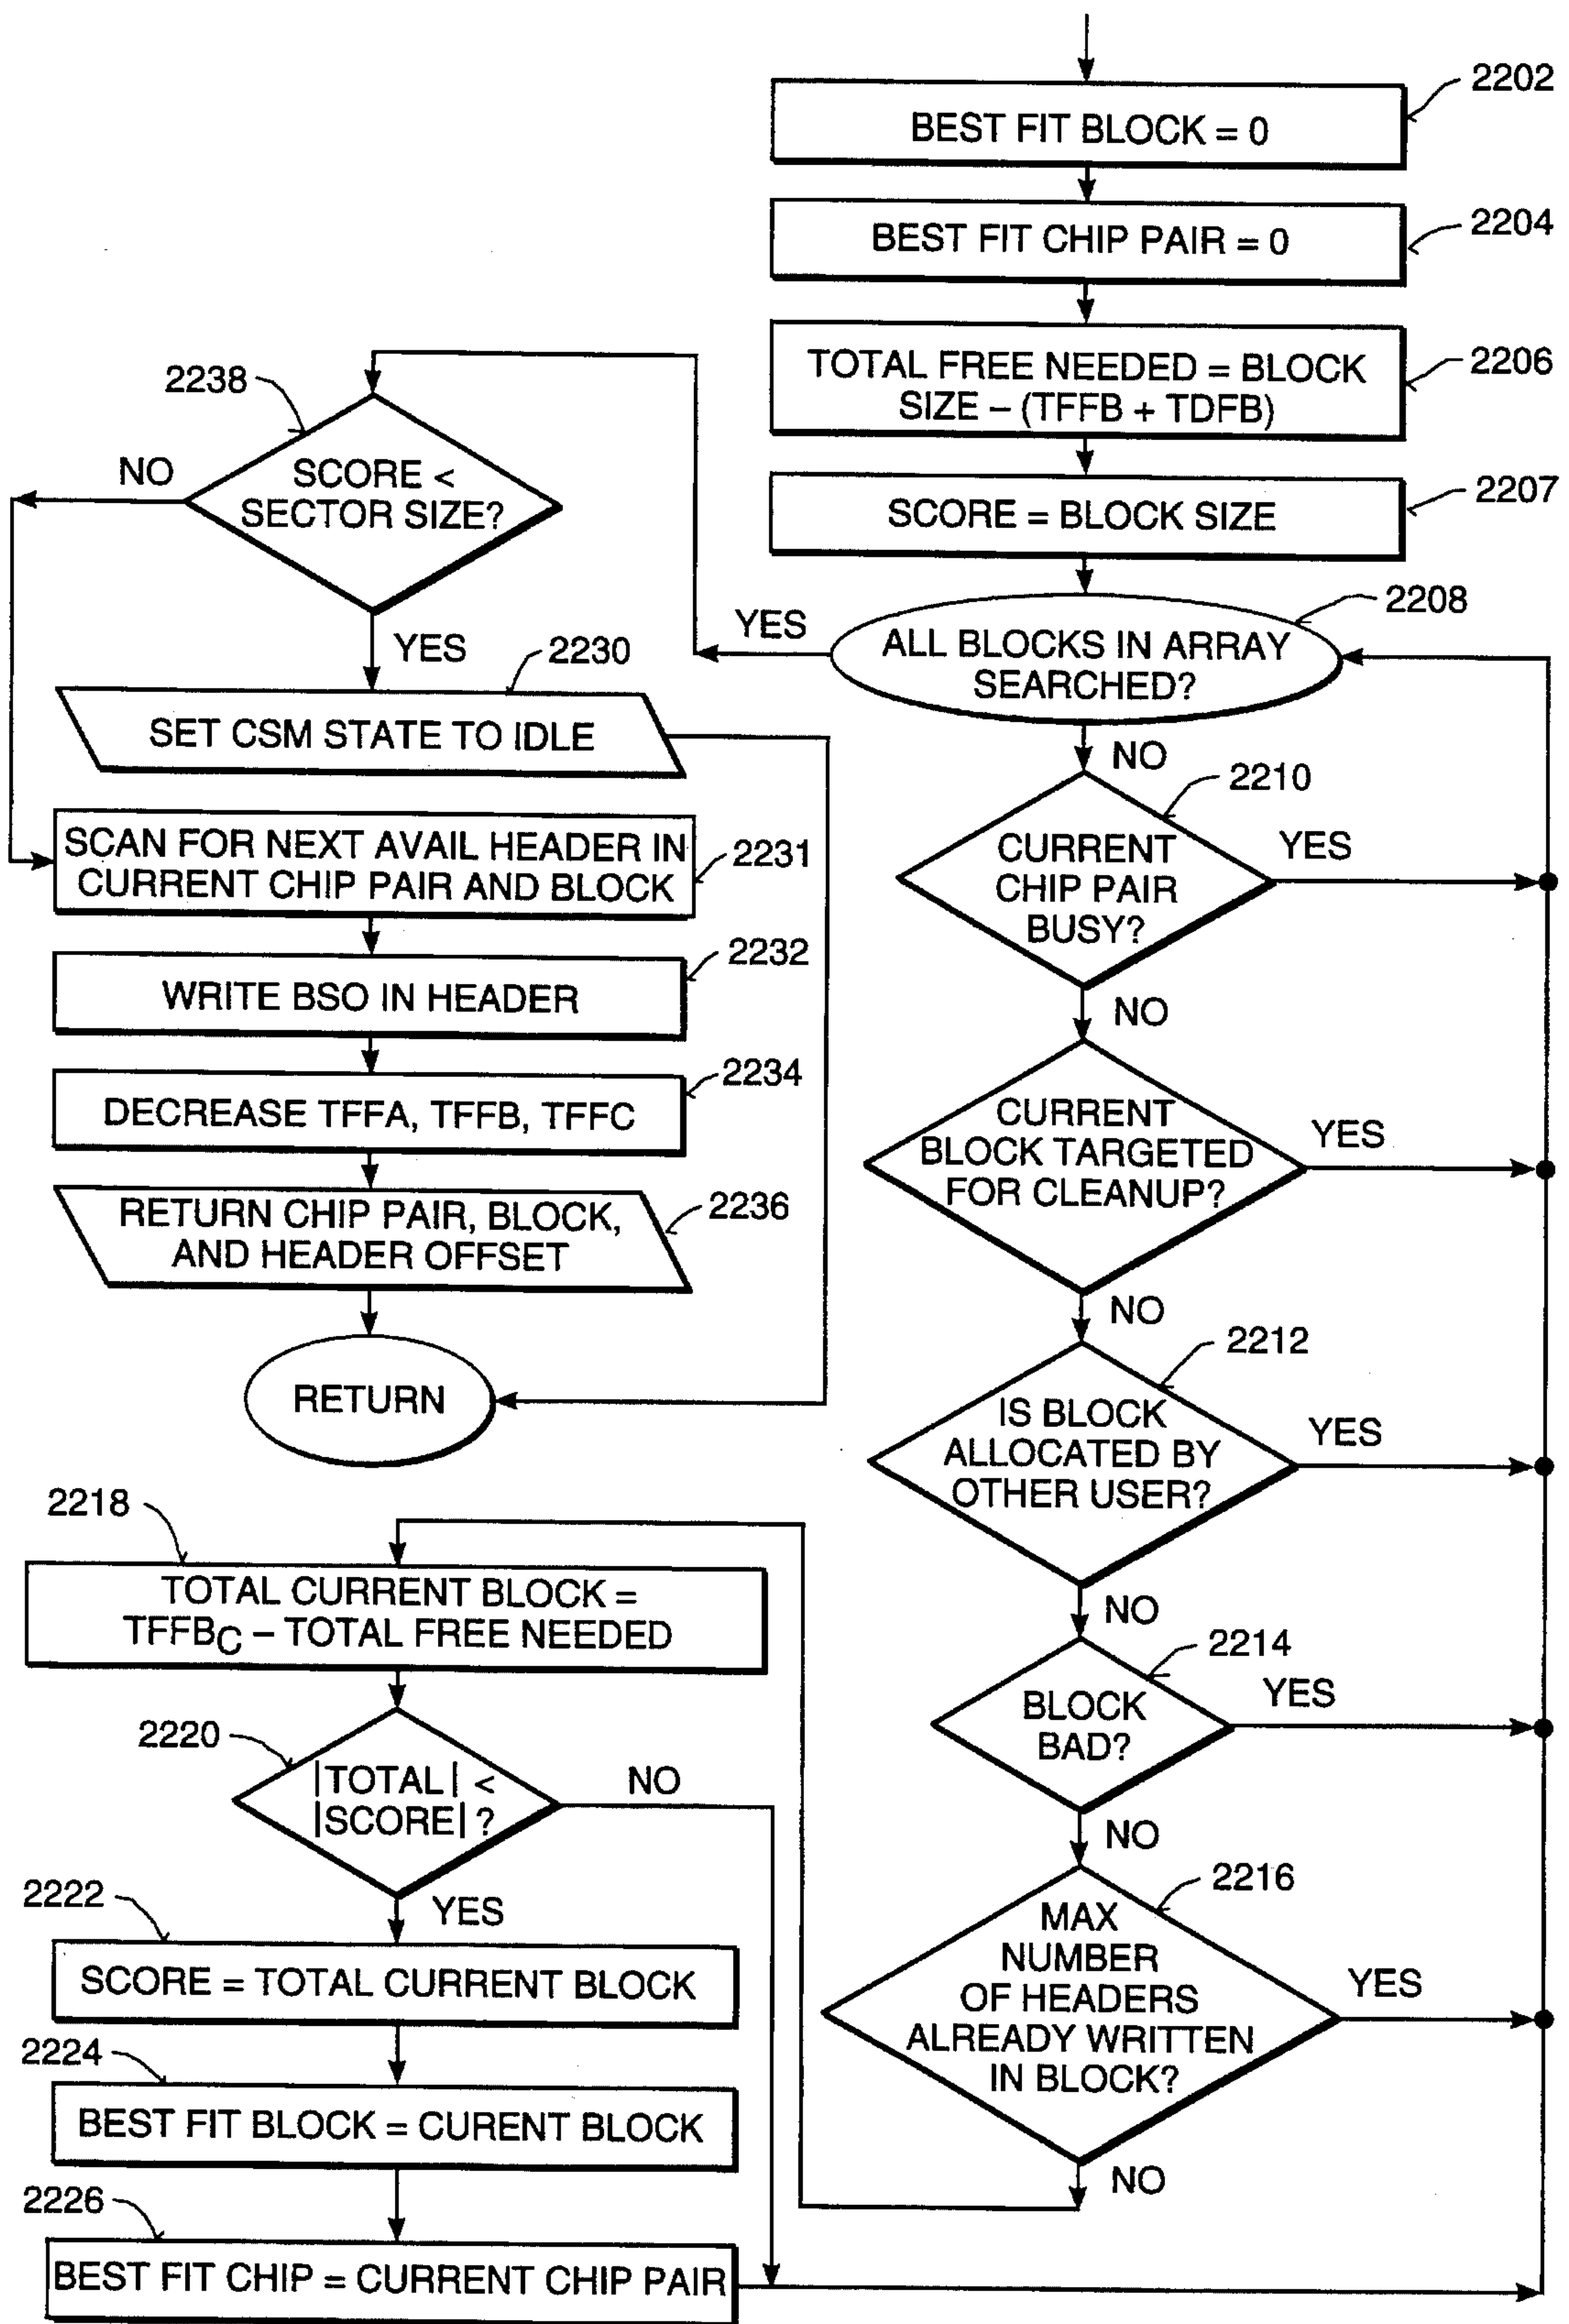 2202
BEST FIT BLOCK = 0
2204
BEST FIT CHIP PAIR = 0
2206
TOTAL FREE NEEDED = BLOCK
SIZE – (TFFB + TDFB)
2207
SCORE = BLOCK SIZE
2208
ALL BLOCKS IN ARRAY
SEARCHED?
YES
NO
2210
CURRENT
CHIP PAIR
BUSY?
YES
NO
CURRENT
BLOCK TARGETED
FOR CLEANUP?
YES
NO
2212
IS BLOCK
ALLOCATED BY
OTHER USER?
YES
NO
2214
BLOCK
BAD?
YES
NO
2216
MAX
NUMBER
OF HEADERS
ALREADY WRITTEN
IN BLOCK?
YES
NO
2238
SCORE <
SECTOR SIZE?
NO
YES
2230
SET CSM STATE TO IDLE
SCAN FOR NEXT AVAIL HEADER IN
CURRENT CHIP PAIR AND BLOCK
2231
2232
WRITE BSO IN HEADER
2234
DECREASE TFFA, TFFB, TFFC
RETURN CHIP PAIR, BLOCK,
AND HEADER OFFSET
2236
RETURN
2218
TOTAL CURRENT BLOCK =
TFFBC – TOTAL FREE NEEDED
2220
|TOTAL| <
|SCORE| ?
NO
YES
2222
SCORE = TOTAL CURRENT BLOCK
2224
BEST FIT BLOCK = CURENT BLOCK
2226
BEST FIT CHIP = CURRENT CHIP PAIR